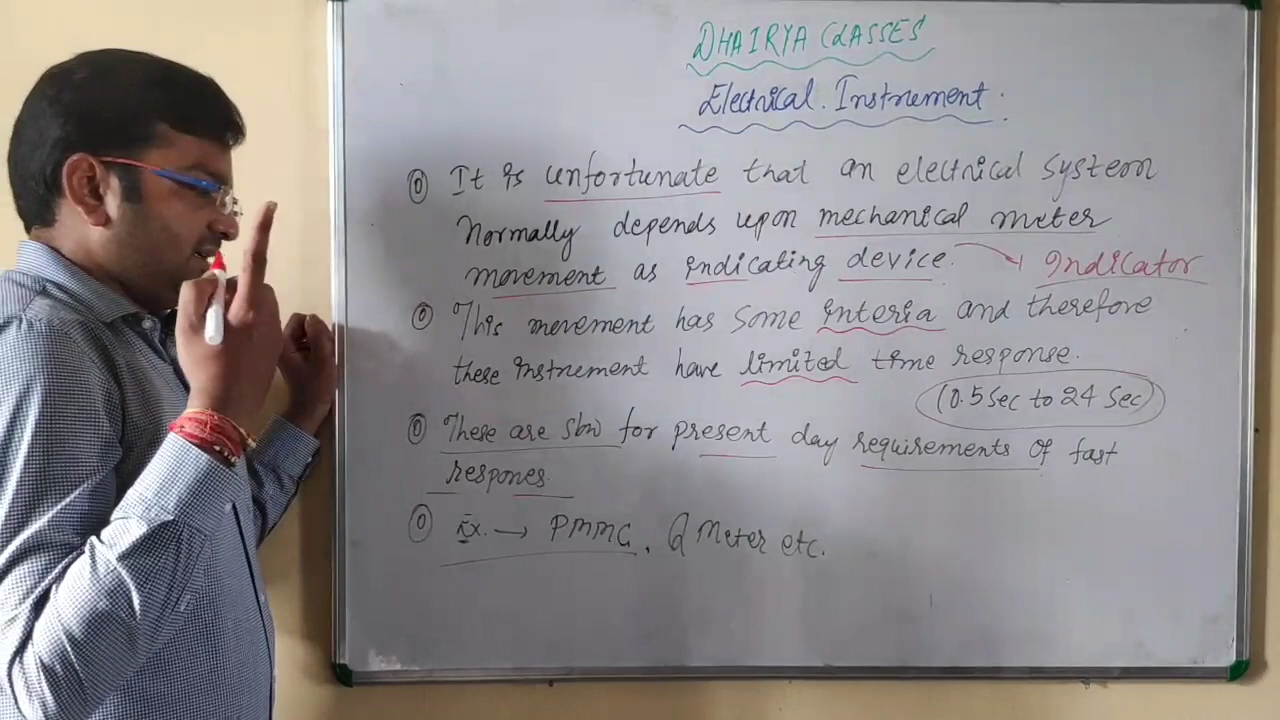 DHAIRYA CLASSES
Electrical. Instrument.
It is unfortunate that an electrical system
Normally depends upon mechanical meter
movement as indicating device. → Indicator
This movement has some interia and therefore
these instrument have limited time response.
(0.5 Sec to 24 Sec)
These are slow for present day requirements of fast
respones.
Ex. → PMMC, Q Meter etc.